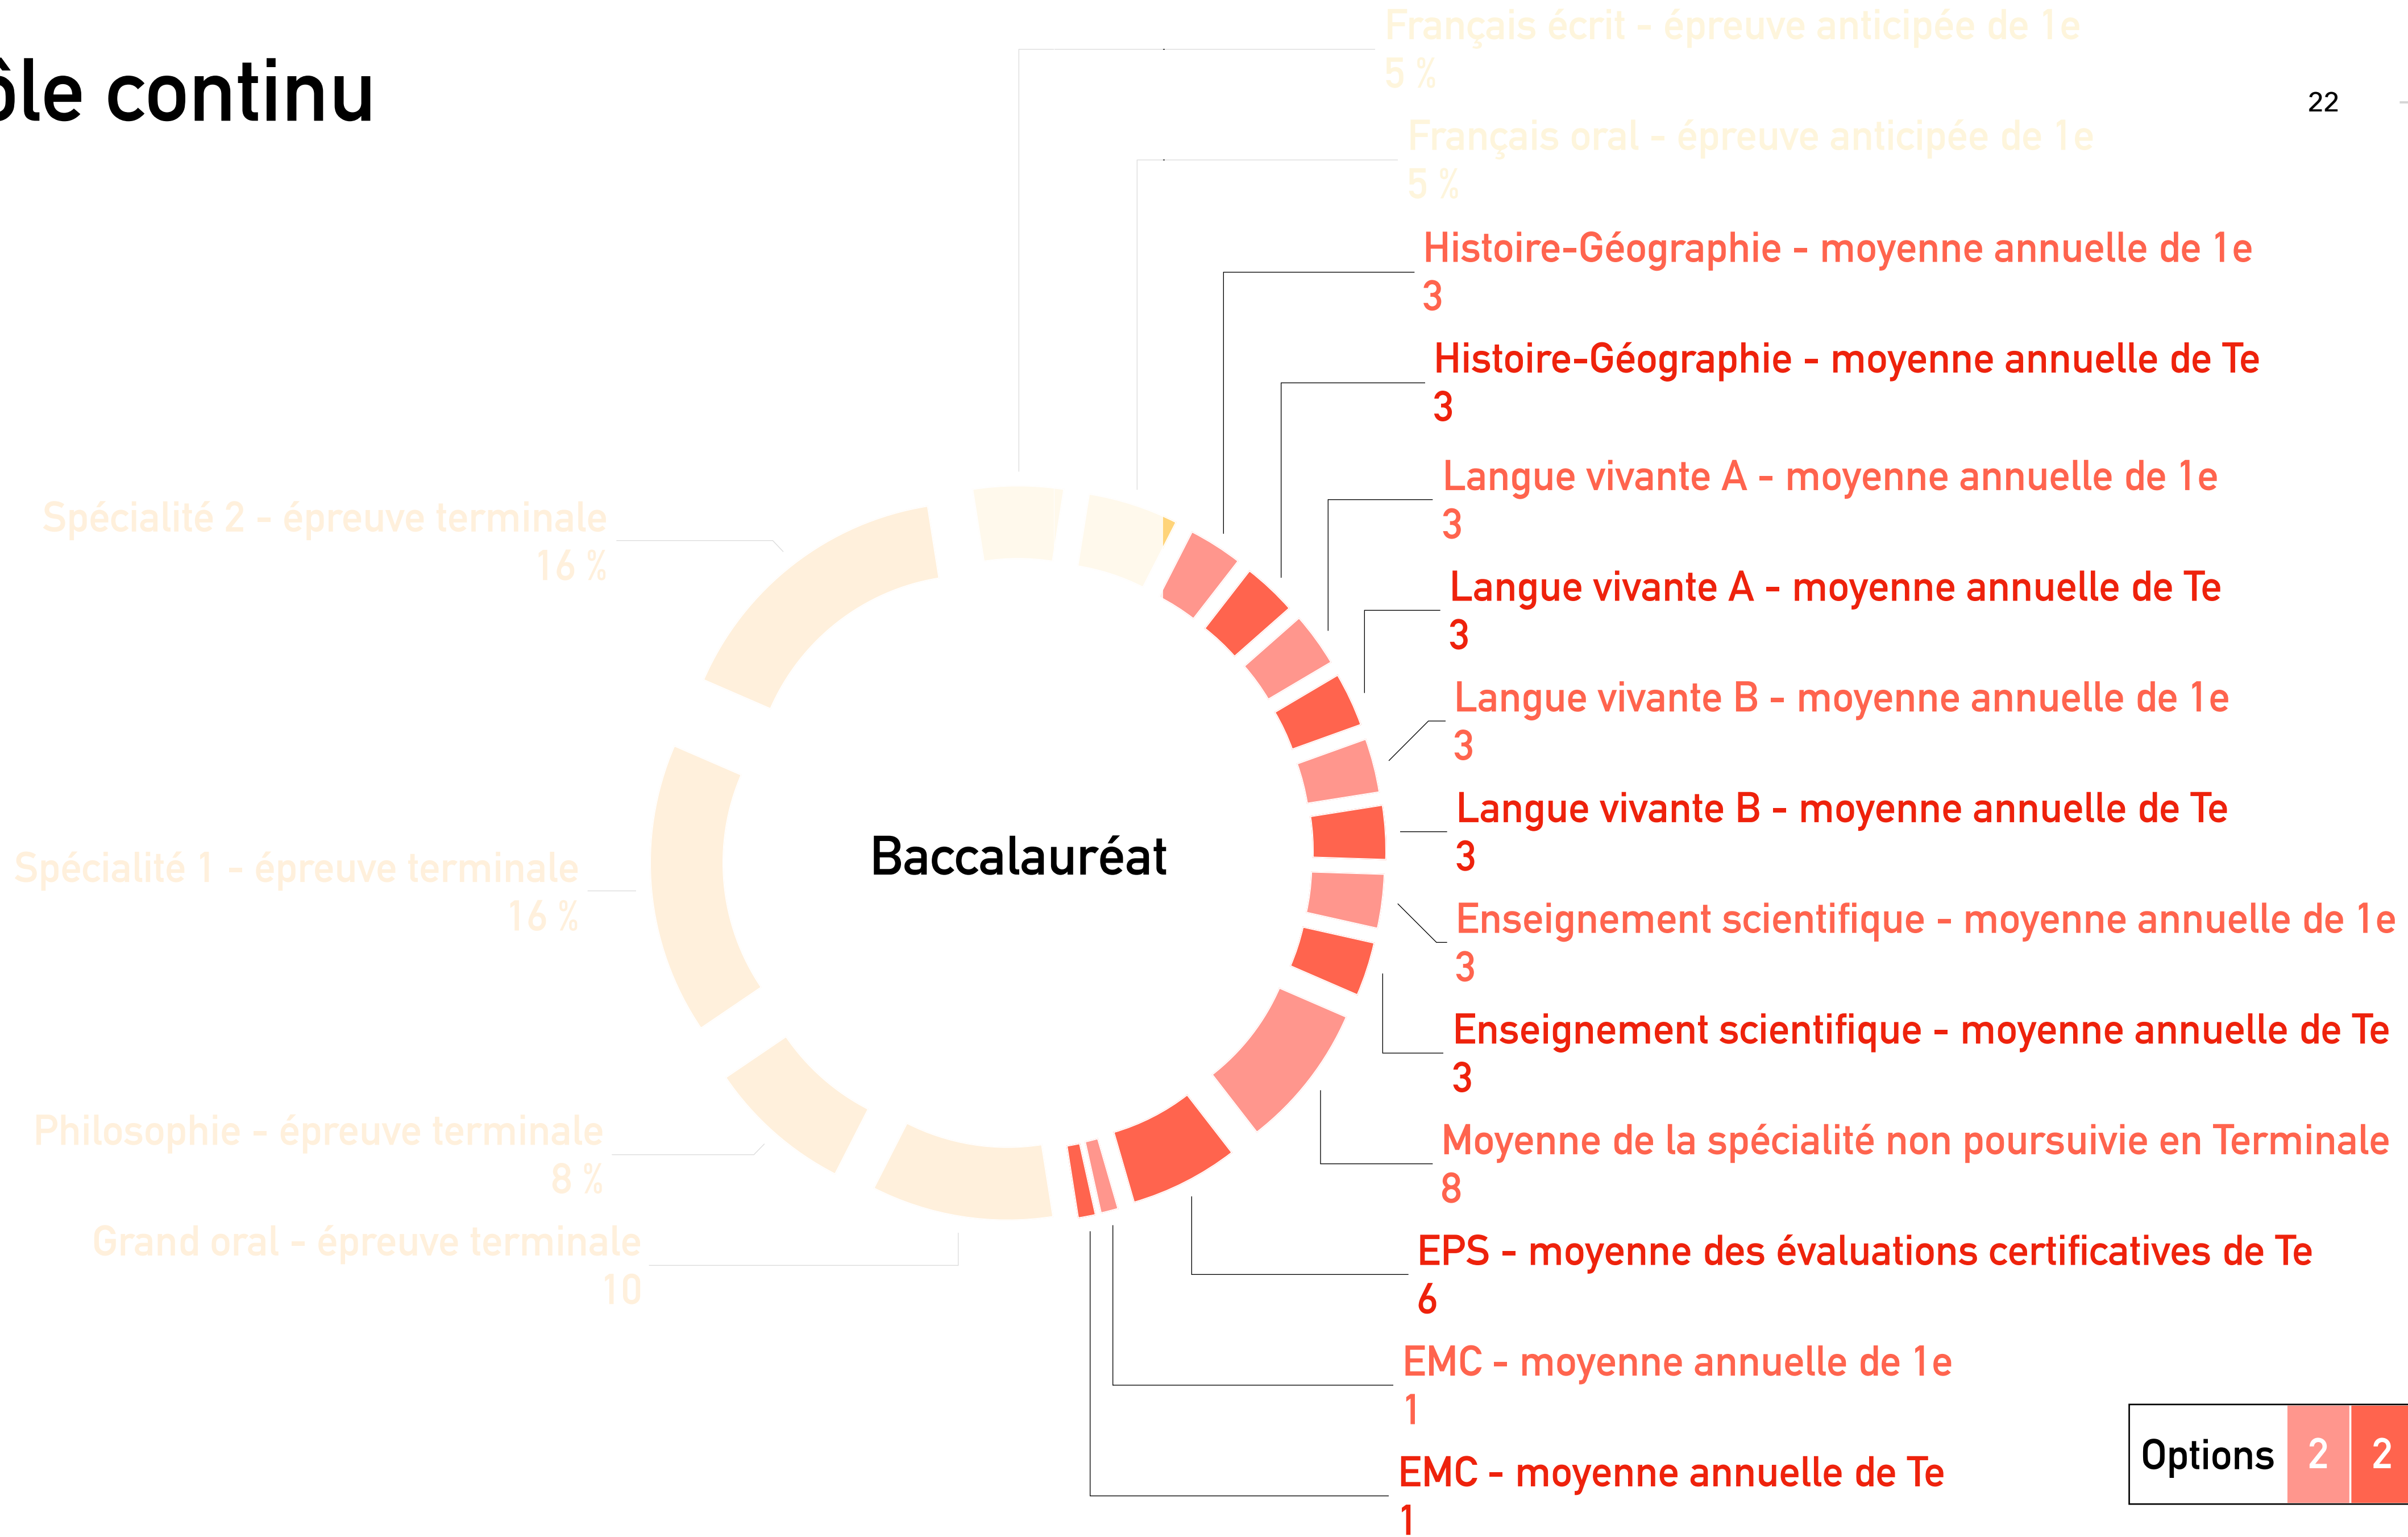 ôle continu
22
Français écrit - épreuve anticipée de 1e
5 %
Français oral - épreuve anticipée de 1e
5 %
Histoire-Géographie - moyenne annuelle de 1e
3
Histoire-Géographie - moyenne annuelle de Te
3
Langue vivante A - moyenne annuelle de 1e
3
Langue vivante A - moyenne annuelle de Te
3
Langue vivante B - moyenne annuelle de 1e
3
Langue vivante B - moyenne annuelle de Te
3
Enseignement scientifique - moyenne annuelle de 1e
3
Enseignement scientifique - moyenne annuelle de Te
3
Moyenne de la spécialité non poursuivie en Terminale
8
EPS - moyenne des évaluations certificatives de Te
6
EMC - moyenne annuelle de 1e
1
EMC - moyenne annuelle de Te
1
Grand oral - épreuve terminale
10
Philosophie - épreuve terminale
8 %
Spécialité 1 - épreuve terminale
16 %
Spécialité 2 - épreuve terminale
16 %
Baccalauréat
Options 2 2